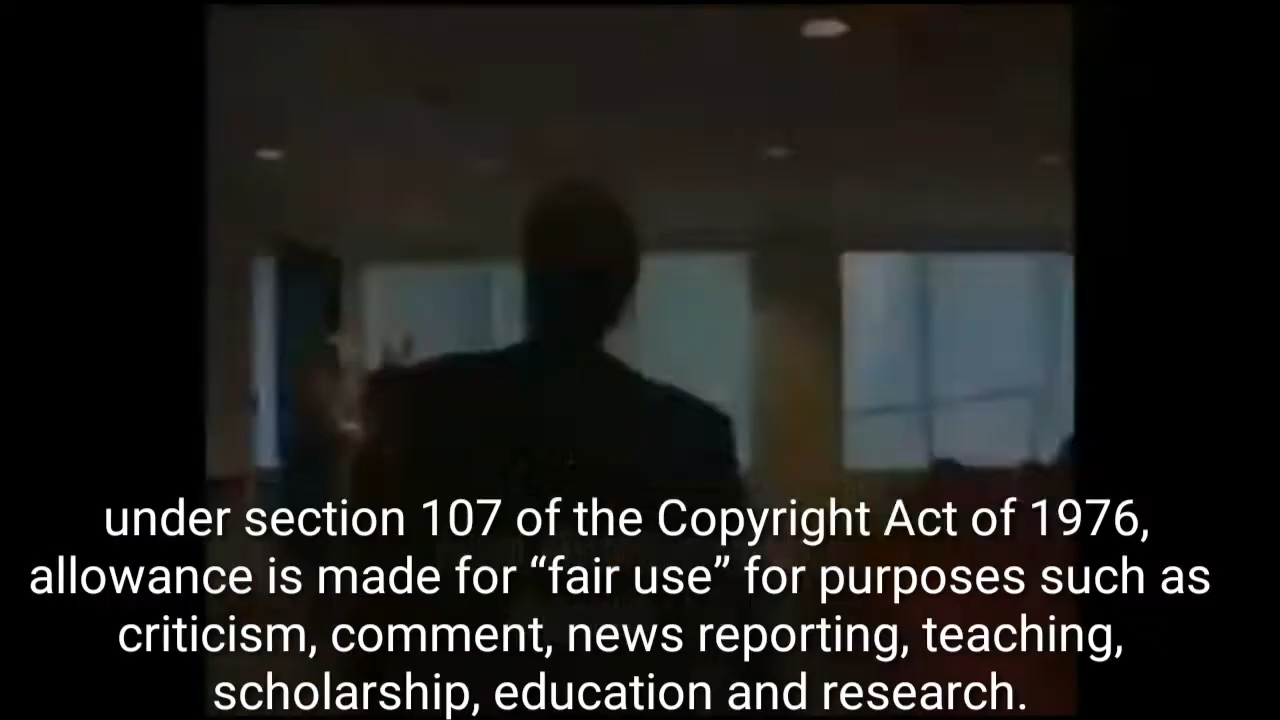 under section 107 of the Copyright Act of 1976,
allowance is made for “fair use” for purposes such as
criticism, comment, news reporting, teaching,
scholarship, education and research.